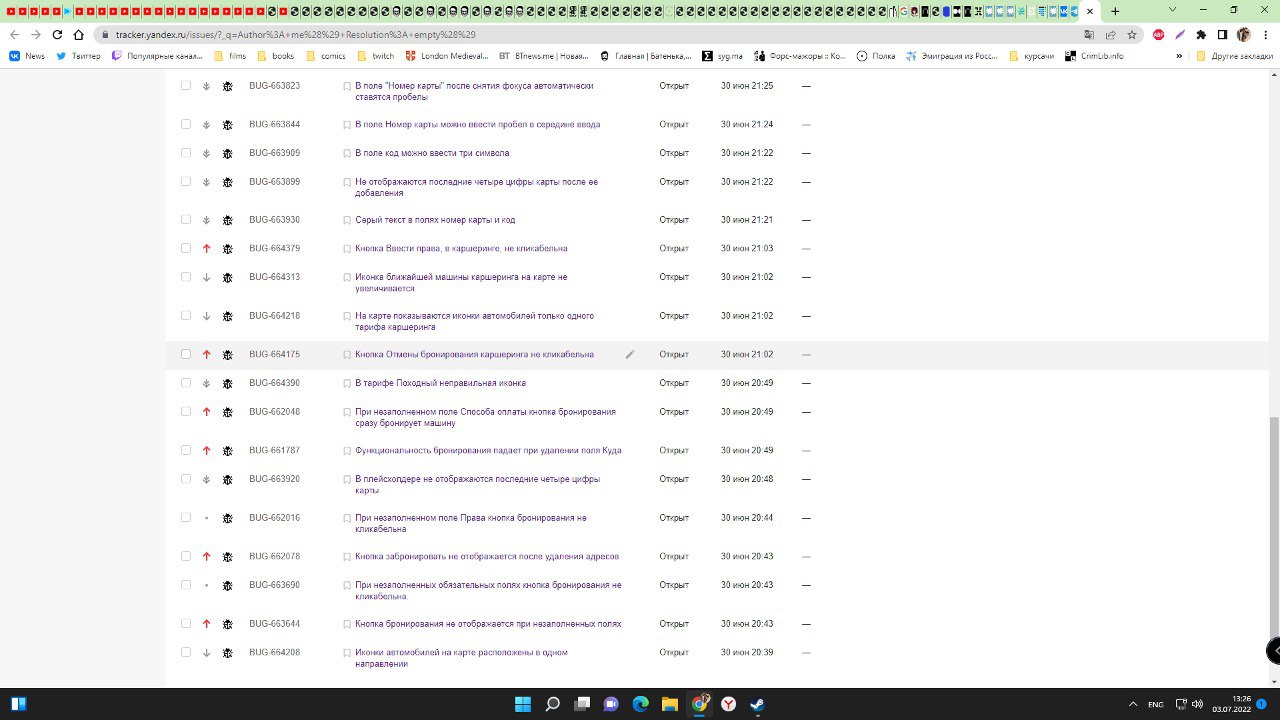 tracker.yandex.ru/issues/?_q=Author%3A+me%28%29+Resolution%3A+empty%28%29
News
Твиттер
Популярные канал...
films
books
comics
twitch
London Medieval...
BTnews.me | Новая...
Главная | Батенька,...
syg.ma
Форс-мажоры :: Ко...
Полка
Эмиграция из Росс...
курсачи
CrimLib.info
»
Другие закладки
BUG-663823 В поле "Номер карты" после снятия фокуса автоматически Открыт 30 июн 21:25 —
ставятся пробелы
BUG-663844 В поле Номер карты можно ввести пробел в середине ввода Открыт 30 июн 21:24 —
BUG-663909 В поле код можно ввести три символа Открыт 30 июн 21:22 —
BUG-663899 Не отображаются последние четыре цифры карты после ее Открыт 30 июн 21:22 —
добавления
BUG-663930 Серый текст в полях номер карты и код Открыт 30 июн 21:21 —
BUG-664379 Кнопка Ввести права, в каршеринге, не кликабельна Открыт 30 июн 21:03 —
BUG-664313 Иконка ближайшей машины каршеринга на карте не Открыт 30 июн 21:02 —
увеличивается
BUG-664218 На карте показываются иконки автомобилей только одного Открыт 30 июн 21:02 —
тарифа каршеринга
BUG-664175 Кнопка Отмены бронирования каршеринга не кликабельна Открыт 30 июн 21:02 —
BUG-664390 В тарифе Походный неправильная иконка Открыт 30 июн 20:49 —
BUG-662048 При незаполненном поле Способа оплаты кнопка бронирования Открыт 30 июн 20:49 —
сразу бронирует машину
BUG-661787 Функциональность бронирования падает при удалении поля Куда Открыт 30 июн 20:49 —
BUG-663920 В плейсхолдере не отображаются последние четыре цифры Открыт 30 июн 20:48 —
карты
BUG-662016 При незаполненном поле Права кнопка бронирования не Открыт 30 июн 20:44 —
кликабельна
BUG-662078 Кнопка забронировать не отображается после удаления адресов Открыт 30 июн 20:43 —
BUG-663690 При незаполненных обязательных полях кнопка бронирования не Открыт 30 июн 20:43 —
кликабельна.
BUG-663644 Кнопка бронирования не отображается при незаполненных полях Открыт 30 июн 20:43 —
BUG-664208 Иконки автомобилей на карте расположены в одном Открыт 30 июн 20:39 —
направлении
ENG
13:26
03.07.2022